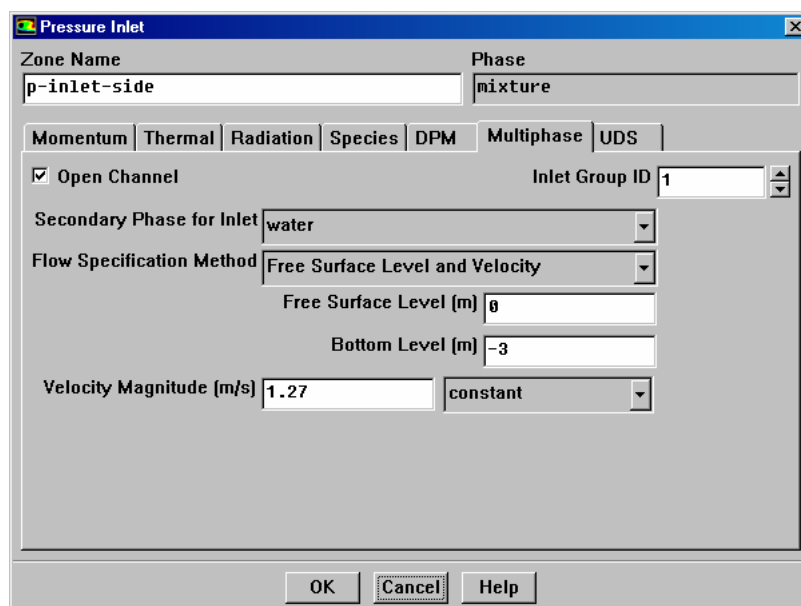 Pressure Inlet
Zone Name Phase
p-inlet-side mixture
Momentum Thermal Radiation Species DPM Multiphase UDS
Open Channel Inlet Group ID 1
Secondary Phase for Inlet water
Flow Specification Method Free Surface Level and Velocity
Free Surface Level (m) 0
Bottom Level (m) -3
Velocity Magnitude (m/s) 1.27 constant
OK Cancel Help